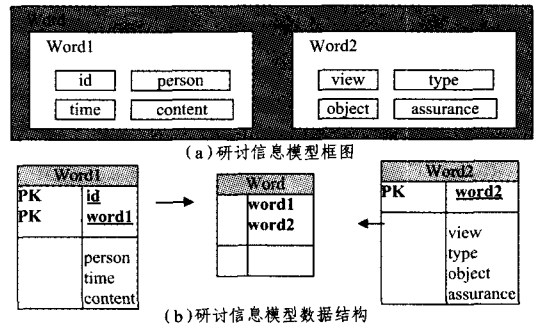 Word
Word1
Word2
id person
view type
time content
object assurance
(a)研讨信息模型框图
Word1
PK id
PK word1
person
time
content
Word
word1
word2
Word2
PK word2
view
type
object
assurance
(b)研讨信息模型数据结构